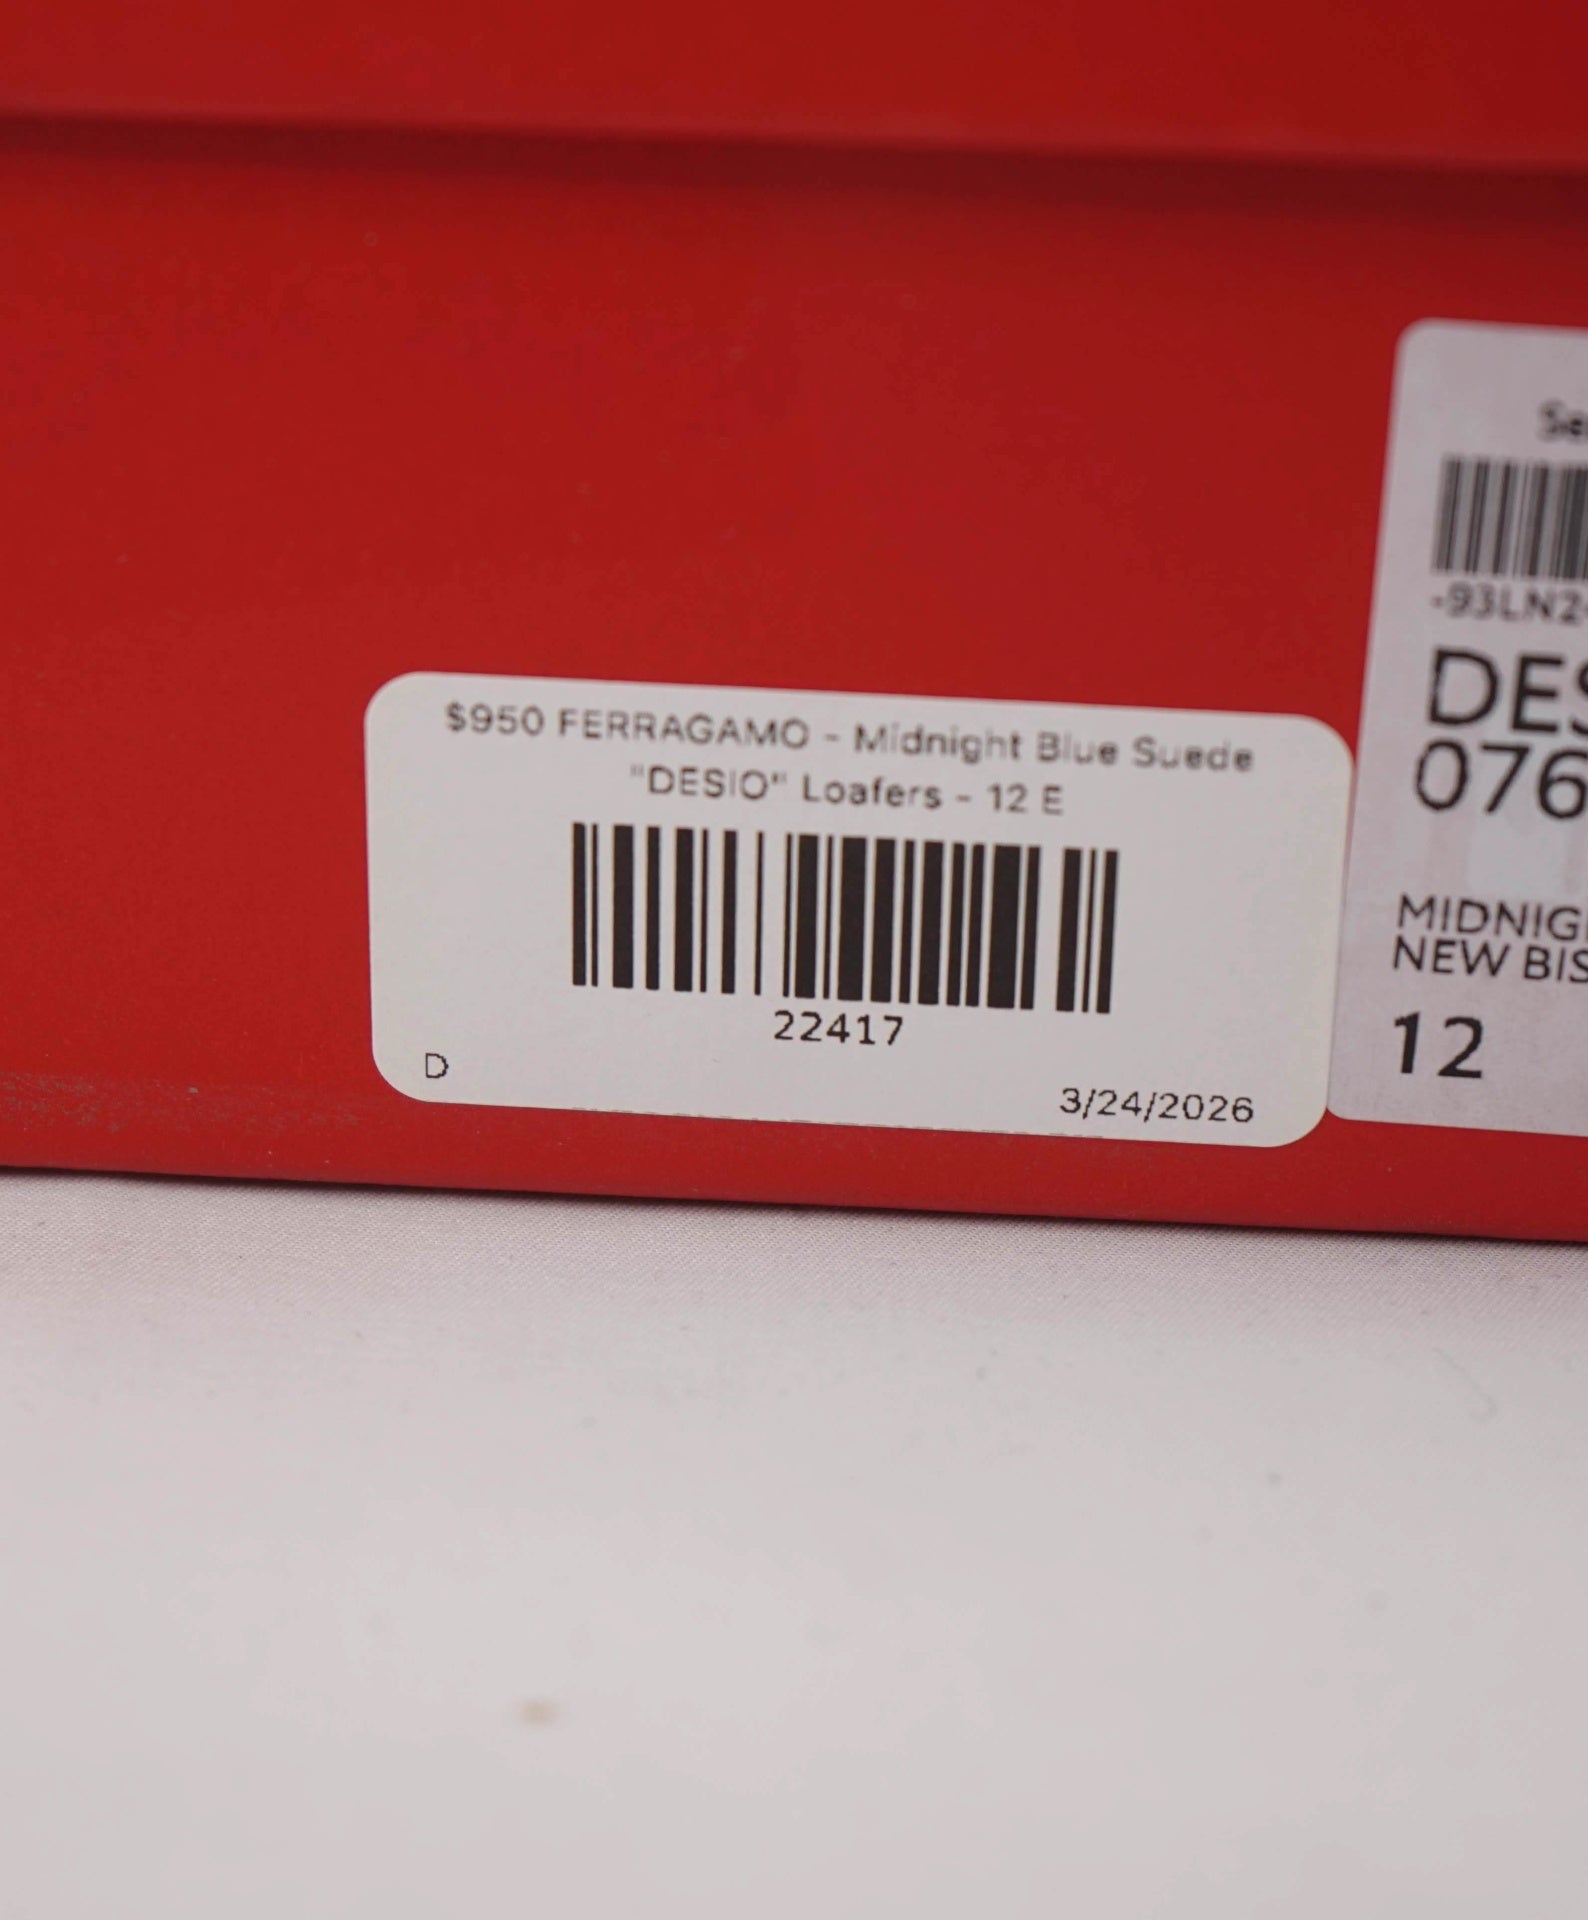 $950 FERRAGAMO - Midnight Blue Suede
"DESIO" Loafers - 12 E
22417
D
3/24/2026
Se
-93LN2
DES
076
MIDNIG
NEW BIS
12